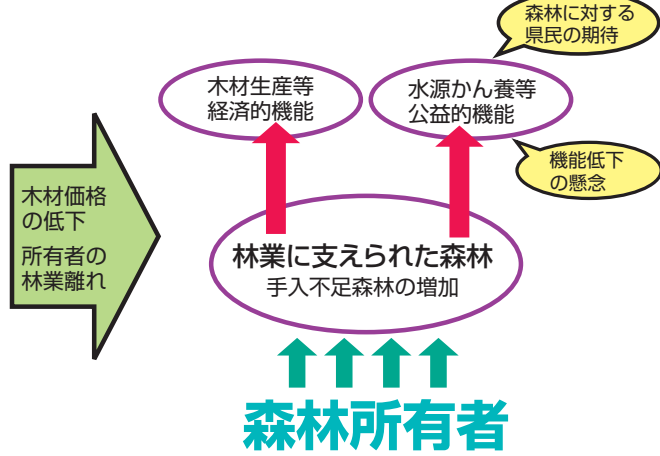 森林に対する
県民の期待
木材生産等
経済的機能
水源かん養等
公益的機能
機能低下
の懸念
木材価格
の低下
所有者の
林業離れ
林業に支えられた森林
手入不足森林の増加
森林所有者